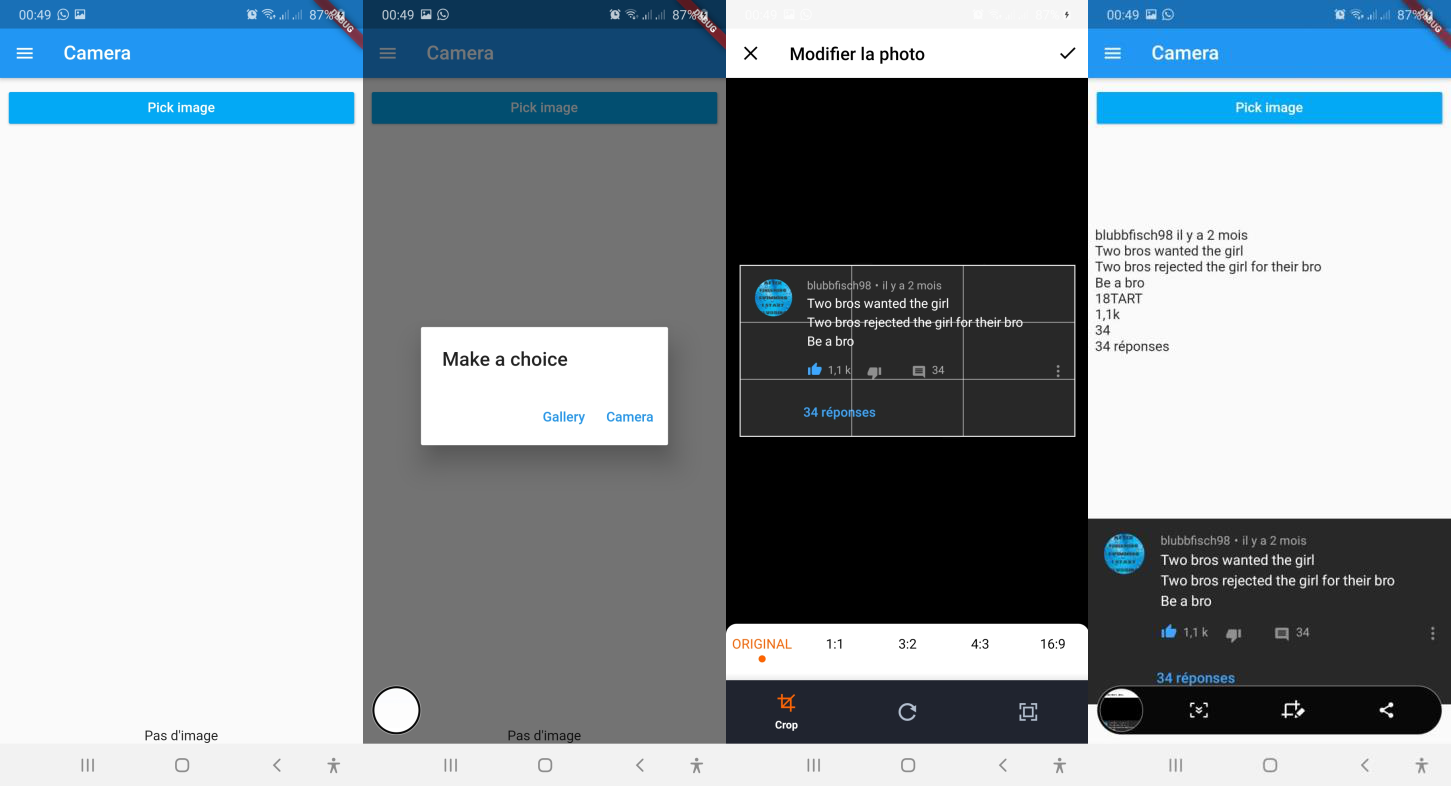 00:49 87%
DEBUG
Camera
Pick image
Pas d'image
00:49 87%
DEBUG
Camera
Pick image
Make a choice
Gallery Camera
Pas d'image
Modifier la photo
blubbfisch98 • il y a 2 mois
Two bros wanted the girl
Two bros rejected the girl for their bro
Be a bro
1,1 k 34
34 réponses
ORIGINAL 1:1 3:2 4:3 16:9
Crop
00:49 87%
DEBUG
Camera
Pick image
blubbfisch98 il y a 2 mois
Two bros wanted the girl
Two bros rejected the girl for their bro
Be a bro
18TART
1,1k
34
34 réponses
blubbfisch98 • il y a 2 mois
Two bros wanted the girl
Two bros rejected the girl for their bro
Be a bro
1,1 k 34
34 réponses